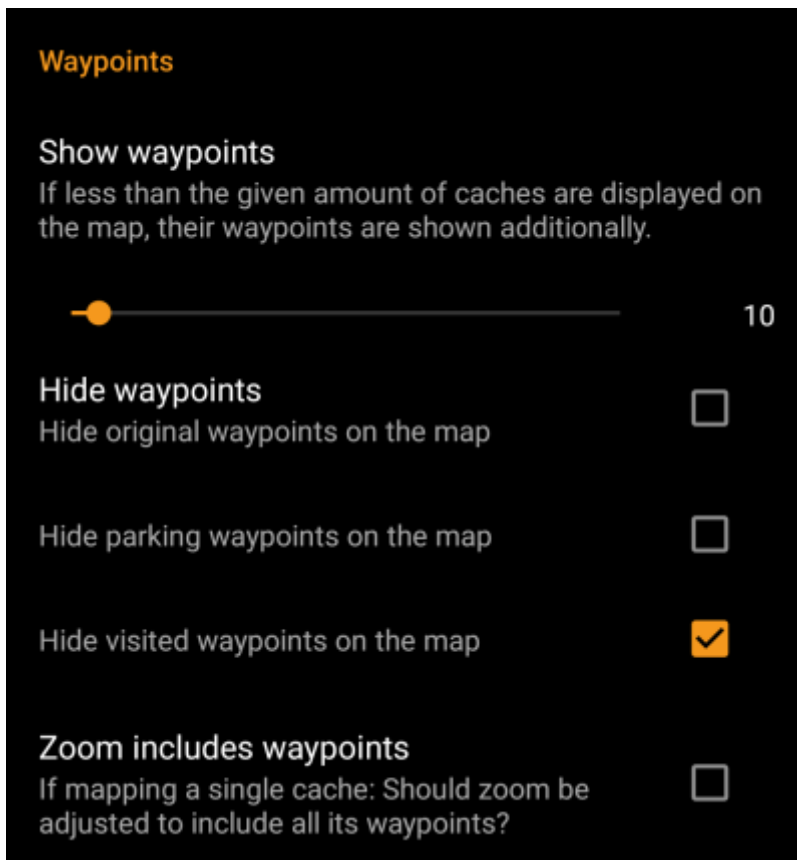 Waypoints
Show waypoints
If less than the given amount of caches are displayed on
the map, their waypoints are shown additionally.
10
Hide waypoints
Hide original waypoints on the map
Hide parking waypoints on the map
Hide visited waypoints on the map
Zoom includes waypoints
If mapping a single cache: Should zoom be
adjusted to include all its waypoints?